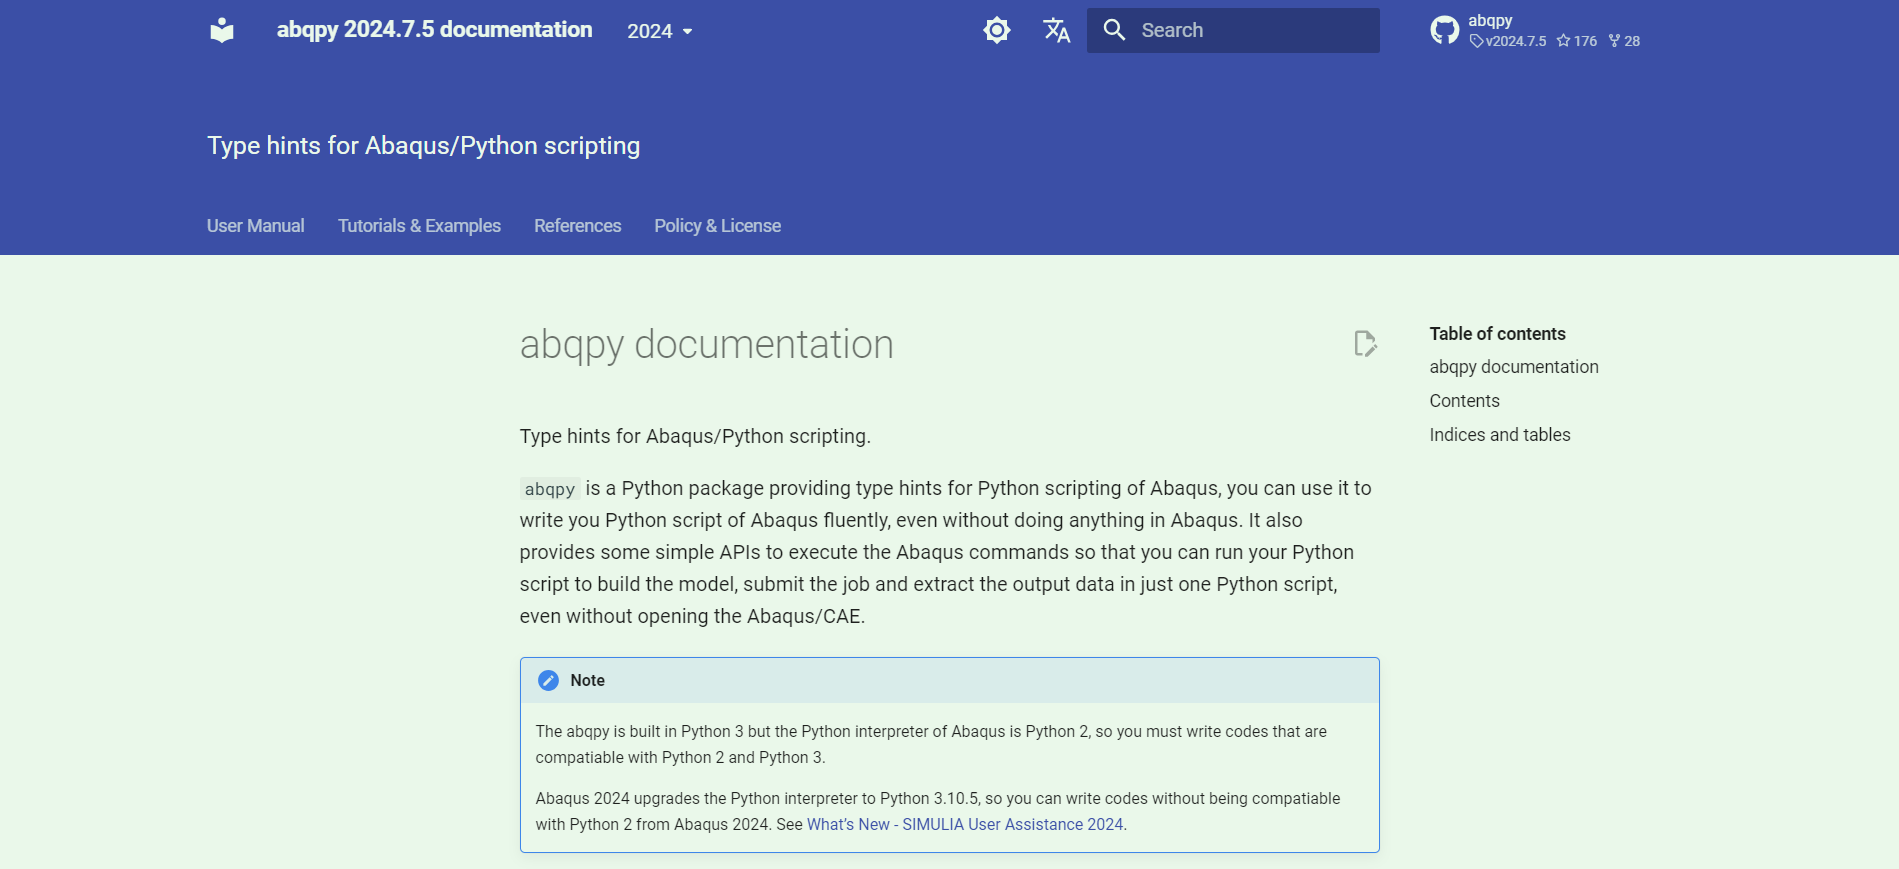 abqpy 2024.7.5 documentation
2024
Search
abqpy
v2024.7.5 176 28
Type hints for Abaqus/Python scripting
User Manual Tutorials & Examples References Policy & License
abqpy documentation
Table of contents
abqpy documentation
Contents
Indices and tables
Type hints for Abaqus/Python scripting.
abqpy is a Python package providing type hints for Python scripting of Abaqus, you can use it to
write you Python script of Abaqus fluently, even without doing anything in Abaqus. It also
provides some simple APIs to execute the Abaqus commands so that you can run your Python
script to build the model, submit the job and extract the output data in just one Python script,
even without opening the Abaqus/CAE.
Note
The abqpy is built in Python 3 but the Python interpreter of Abaqus is Python 2, so you must write codes that are
compatiable with Python 2 and Python 3.
Abaqus 2024 upgrades the Python interpreter to Python 3.10.5, so you can write codes without being compatiable
with Python 2 from Abaqus 2024. See What's New - SIMULIA User Assistance 2024.